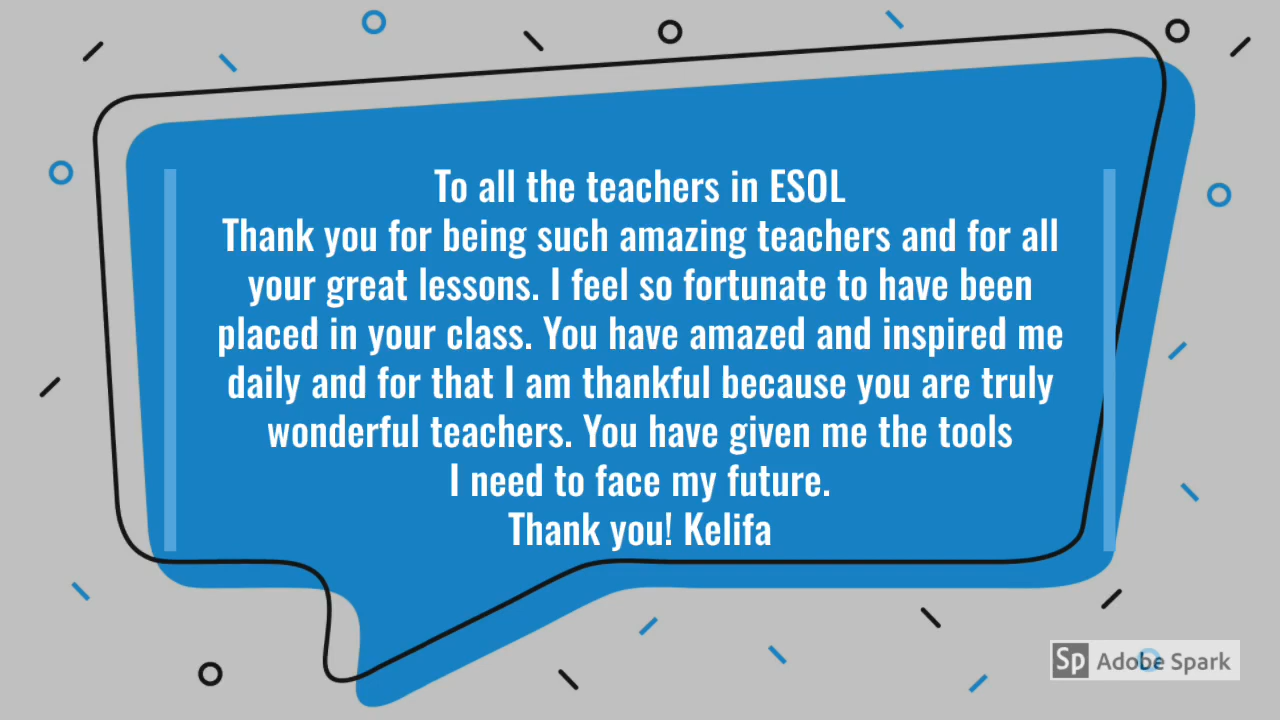 To all the teachers in ESOL
Thank you for being such amazing teachers and for all
your great lessons. I feel so fortunate to have been
placed in your class. You have amazed and inspired me
daily and for that I am thankful because you are truly
wonderful teachers. You have given me the tools
I need to face my future.
Thank you! Kelifa
Sp Adobe Spark